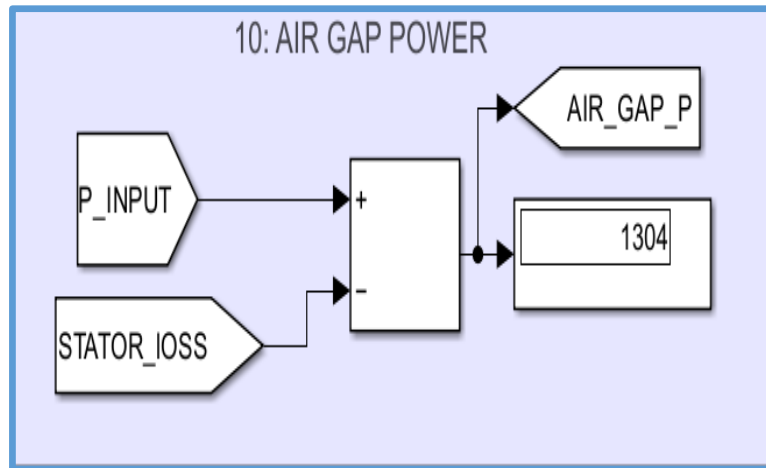 10: AIR GAP POWER
AIR_GAP_P
P_INPUT
+
1304
−
STATOR_IOSS